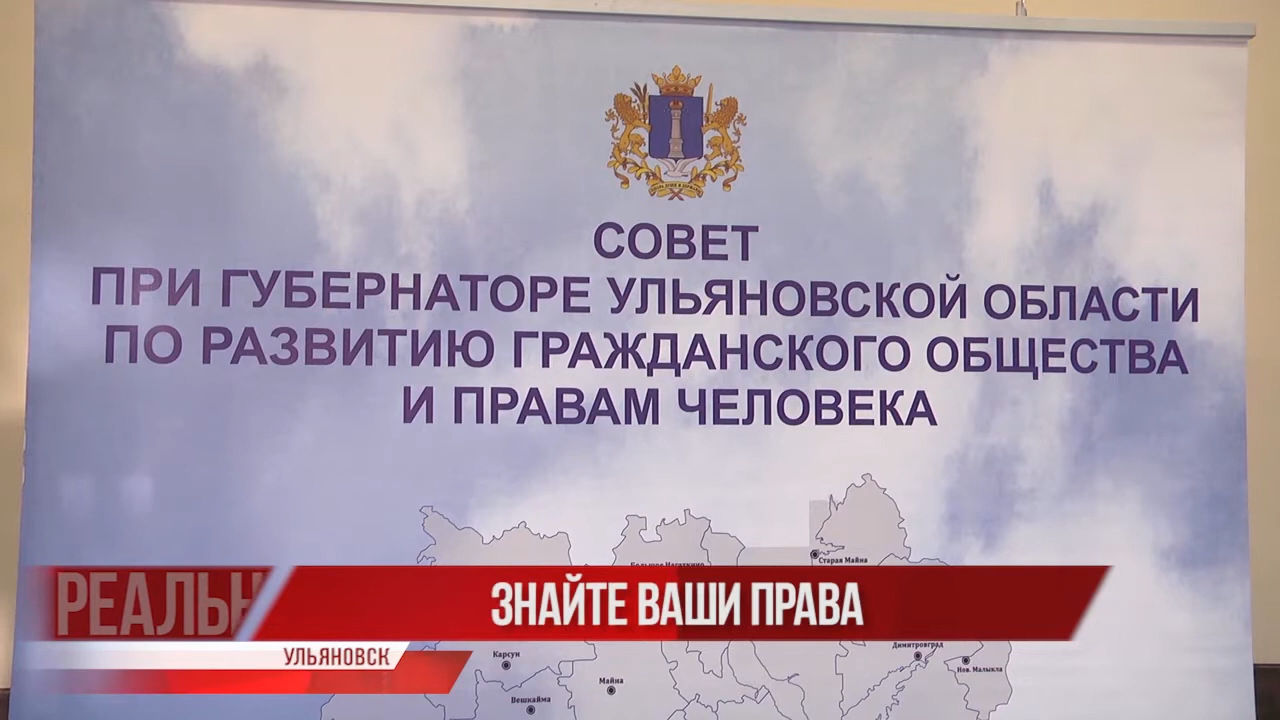 СОВЕТ
ПРИ ГУБЕРНАТОРЕ УЛЬЯНОВСКОЙ ОБЛАСТИ
ПО РАЗВИТИЮ ГРАЖДАНСКОГО ОБЩЕСТВА
И ПРАВАМ ЧЕЛОВЕКА
Старая Майна
РЕАЛЬН
ЗНАЙТЕ ВАШИ ПРАВА
УЛЬЯНОВСК
Карсун
Димитровград
Нов. Малыкла
Майна
Вешкайма